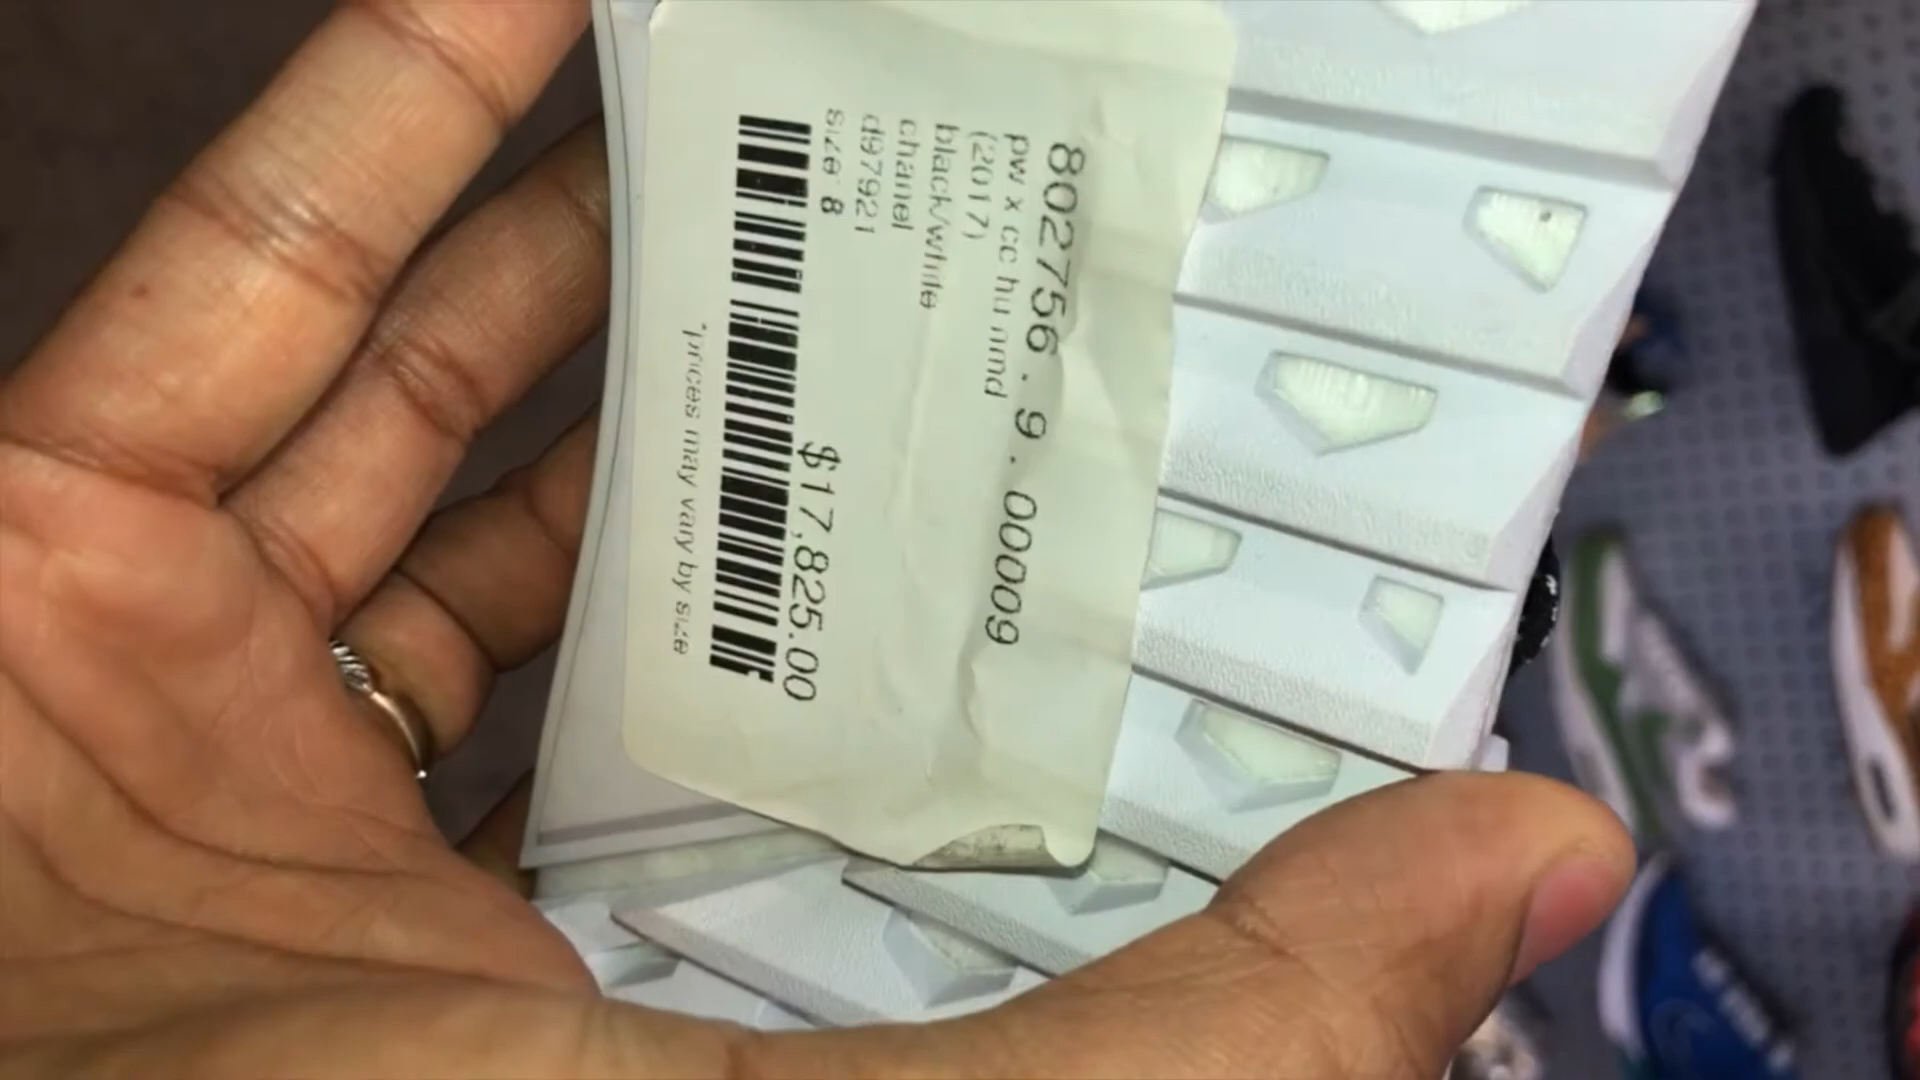 802756 . 9 . 00009
pw x cc hu nmd
(2017)
black/white
chanel
d97921
size 8
$17,825.00
*prices may vary by size